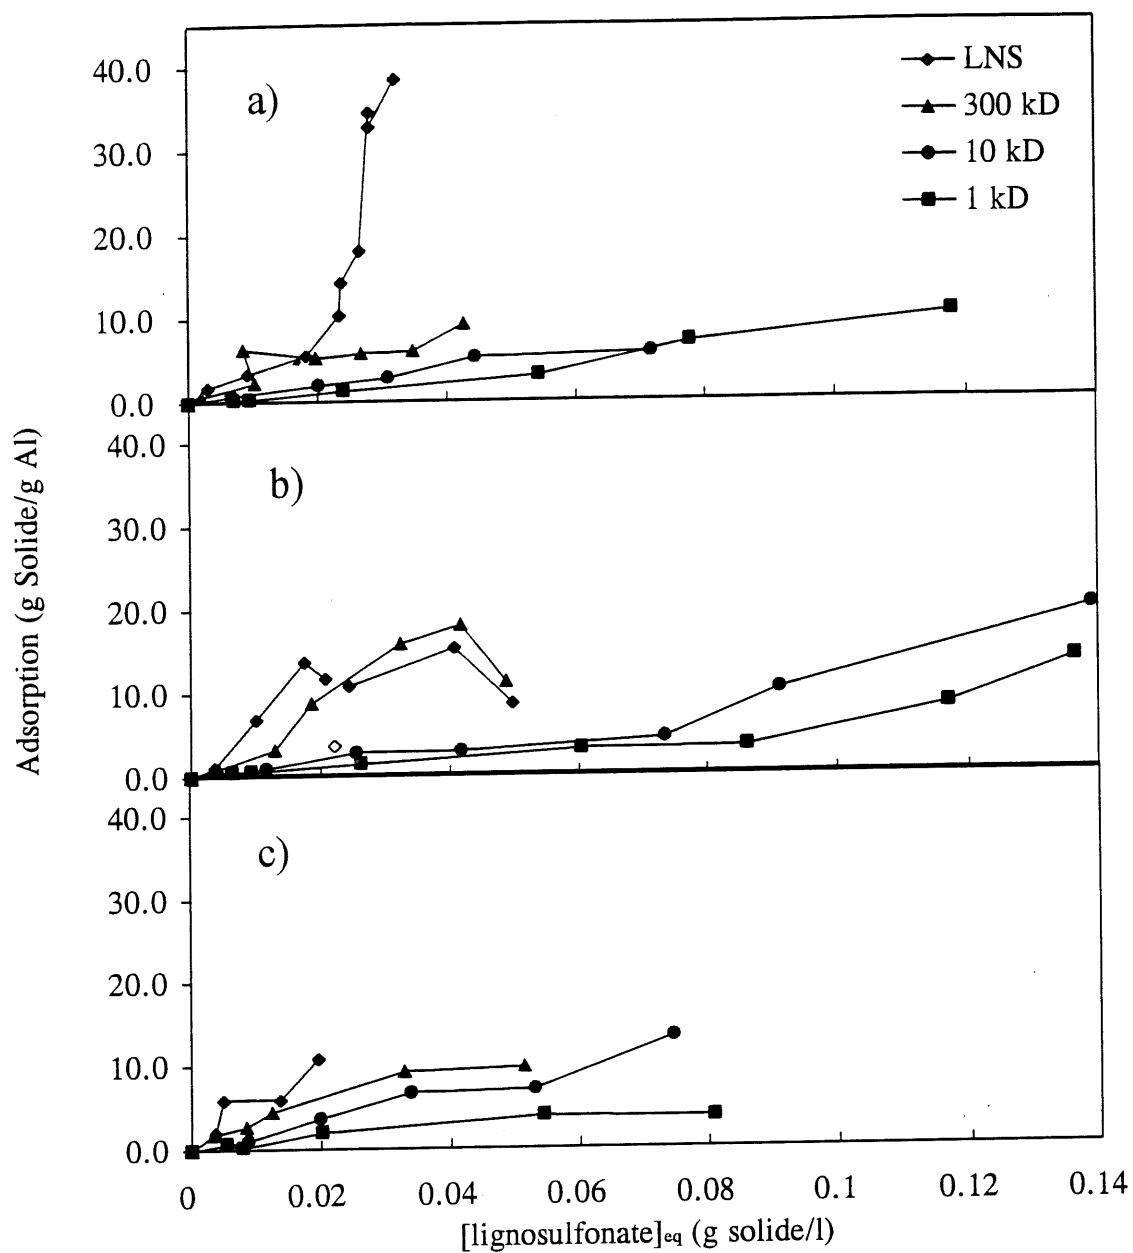 40.0
30.0
20.0
10.0
0.0
a)
LNS
300 kD
10 kD
1 kD
40.0
30.0
20.0
10.0
0.0
b)
Adsorption (g Solide/g Al)
40.0
30.0
20.0
10.0
0.0
c)
0 0.02 0.04 0.06 0.08 0.1 0.12 0.14
[lignosulfonate]eq (g solide/l)